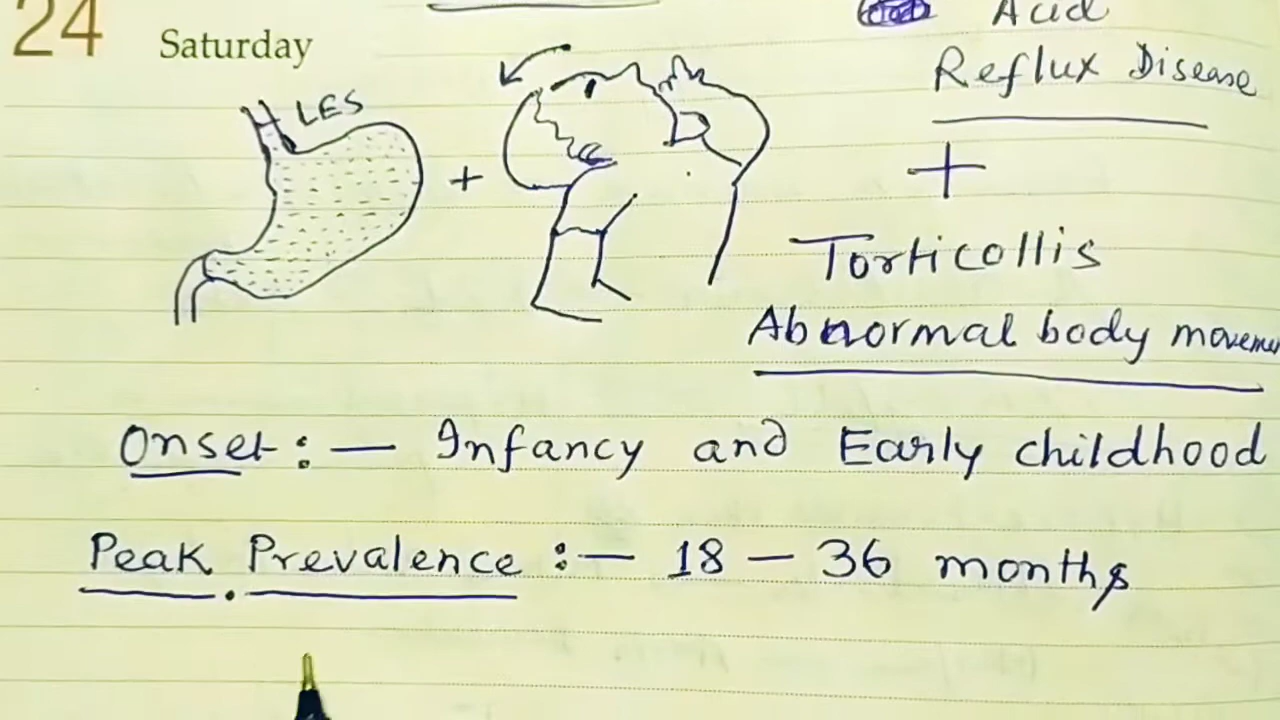 24 Saturday
Acid
Reflux Disease
LES
+
+
Torticollis
Abnormal body
Onset :— Infancy and Early childhood
Peak Prevalence :— 18 — 36 months